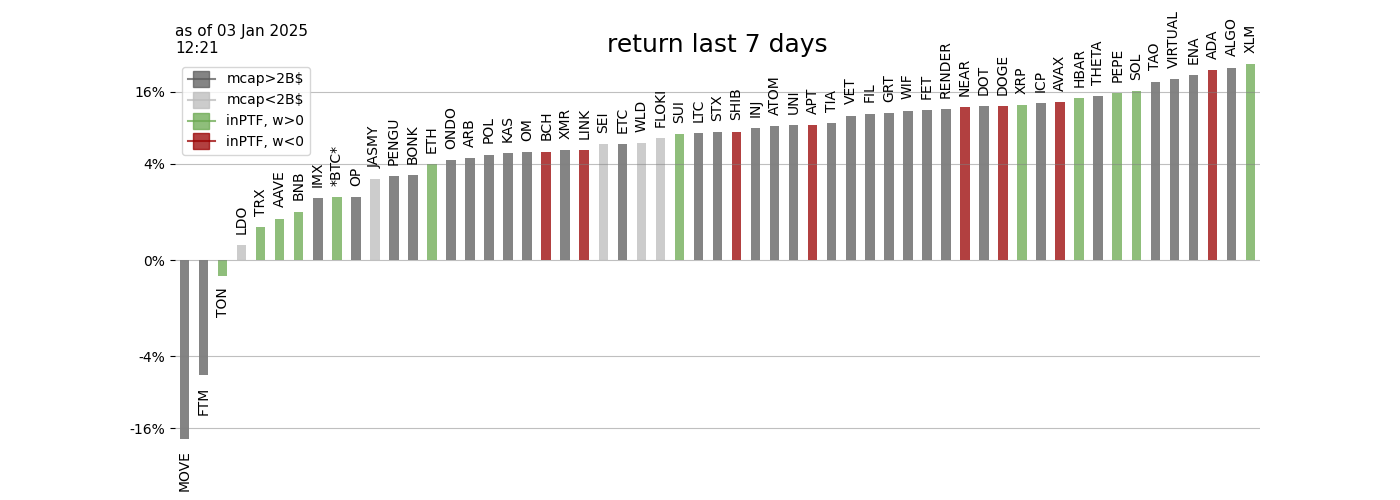 as of 03 Jan 2025
12:21
return last 7 days
mcap>2B$
mcap<2B$
inPTF, w>0
inPTF, w<0
16%
4%
0%
-4%
-16%
MOVE
FTM
TON
LDO
TRX
AAVE
BNB
IMX
*BTC*
OP
JASMY
PENGU
BONK
ETH
ONDO
ARB
POL
KAS
OM
BCH
XMR
LINK
SEI
ETC
WLD
FLOKI
SUI
LTC
STX
SHIB
INJ
ATOM
UNI
APT
TIA
VET
FIL
GRT
WIF
FET
RENDER
NEAR
DOT
DOGE
XRP
ICP
AVAX
HBAR
THETA
PEPE
SOL
TAO
VIRTUAL
ENA
ADA
ALGO
XLM